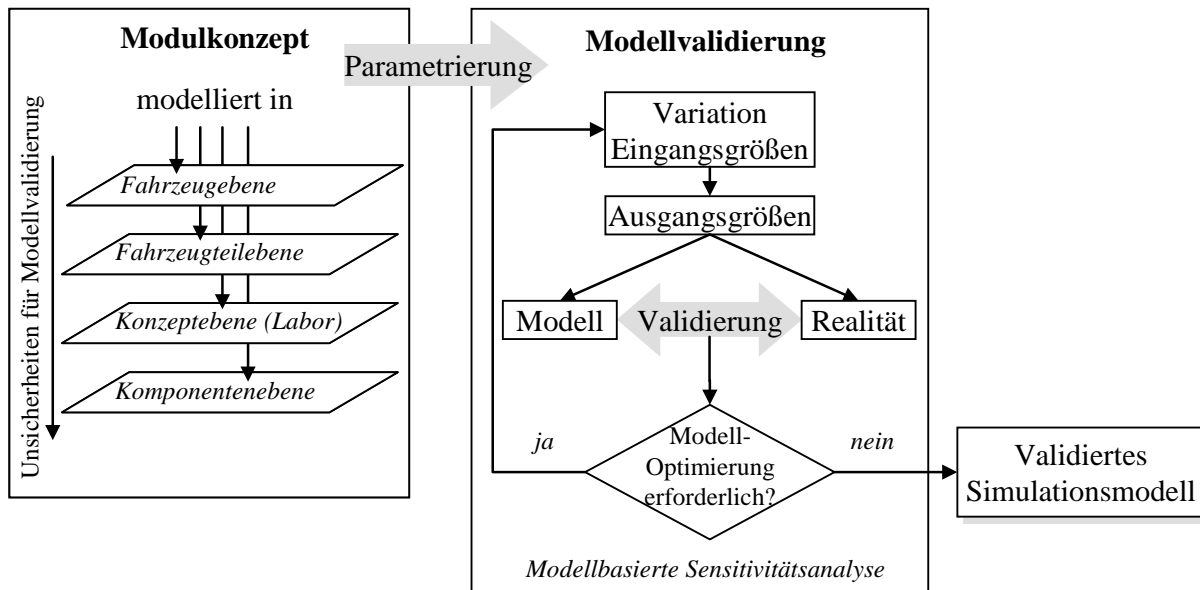 Modulkonzept
modelliert in
Fahrzeugebene
Fahrzeugteilebene
Konzeptebene (Labor)
Komponentenebene
Unsicherheiten für Modellvalidierung
Parametrierung
Modellvalidierung
Variation
Eingangsgrößen
Ausgangsgrößen
Modell
Validierung
Realität
ja
Modell-
Optimierung
erforderlich?
nein
Modellbasierte Sensitivitätsanalyse
Validiertes
Simulationsmodell